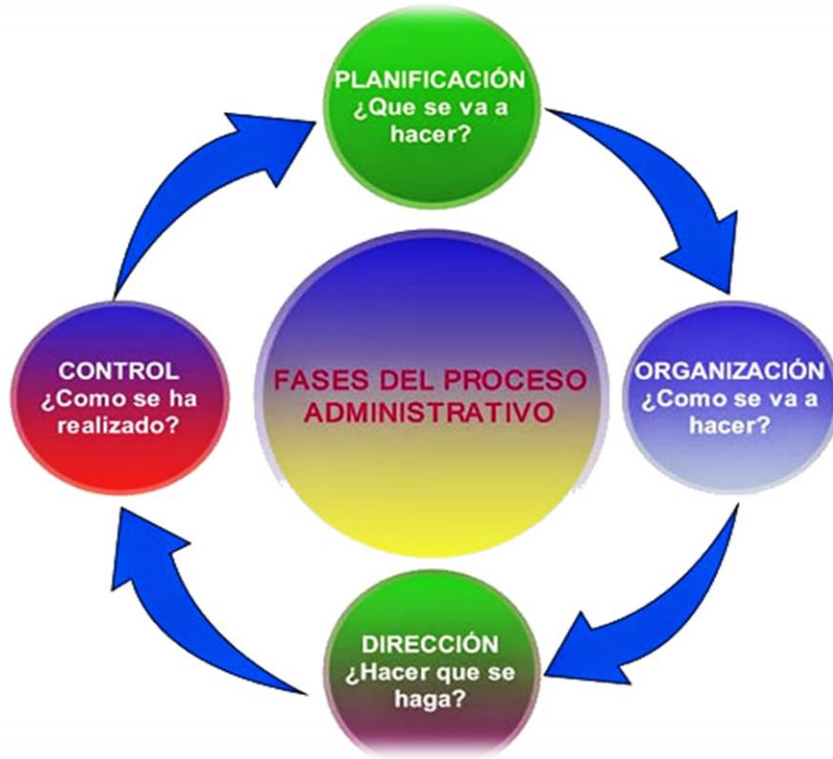 PLANIFICACIÓN
¿Que se va a
hacer?
FASES DEL PROCESO
ADMINISTRATIVO
ORGANIZACIÓN
¿Como se va a
hacer?
DIRECCIÓN
¿Hacer que se
haga?
CONTROL
¿Como se ha
realizado?